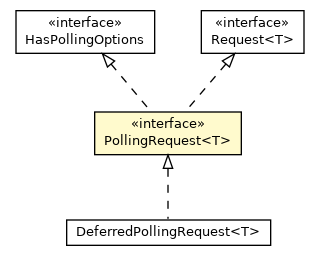 «interface»
HasPollingOptions
«interface»
Request<T>
«interface»
PollingRequest<T>
DeferredPollingRequest<T>